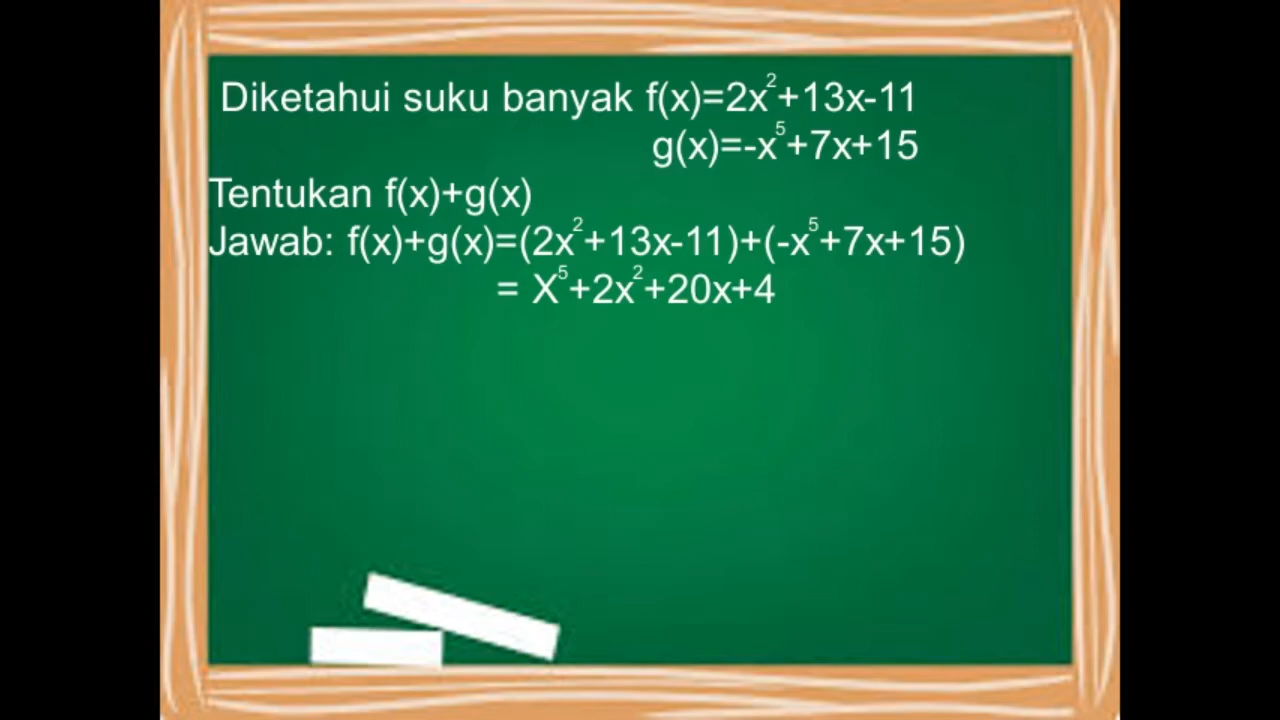 Diketahui suku banyak f(x)=2x²+13x-11
g(x)=-x⁵+7x+15
Tentukan f(x)+g(x)
Jawab: f(x)+g(x)=(2x²+13x-11)+(-x⁵+7x+15)
= X⁵+2x²+20x+4